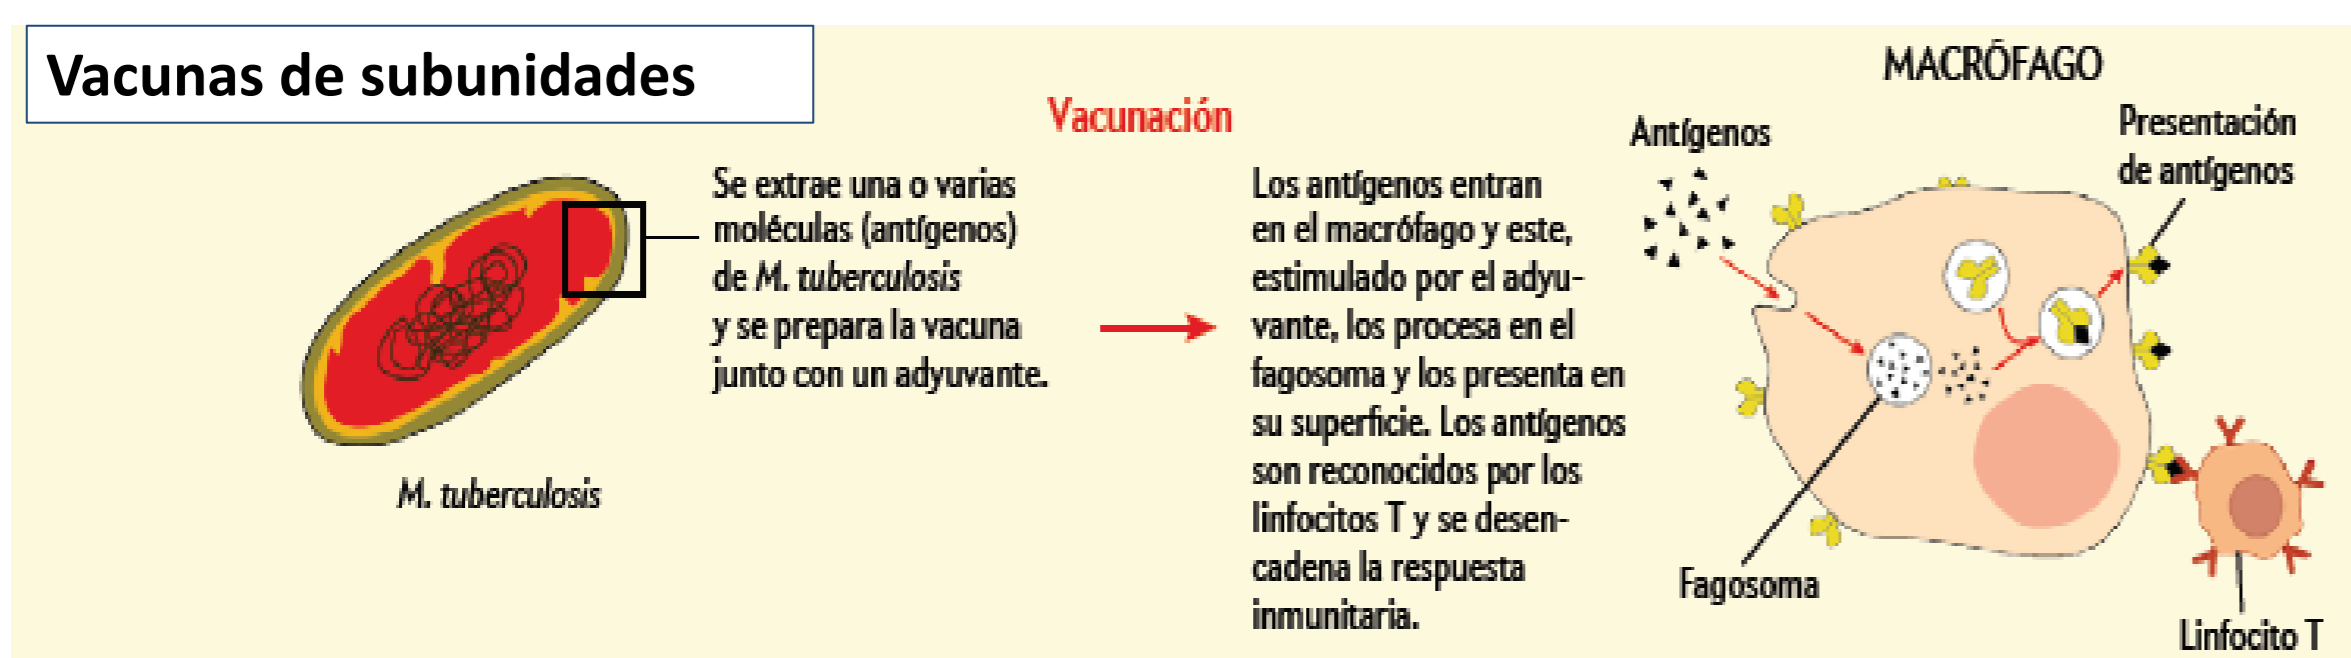 Vacunas de subunidades
Vacunación
Se extrae una o varias
moléculas (antígenos)
de M. tuberculosis
y se prepara la vacuna
junto con un adyuvante.
M. tuberculosis
Los antígenos entran
en el macrófago y este,
estimulado por el adyu-
vante, los procesa en el
fagosoma y los presenta en
su superficie. Los antígenos
son reconocidos por los
linfocitos T y se desen-
cadena la respuesta
inmunitaria.
MACRÓFAGO
Antígenos
Presentación
de antígenos
Fagosoma
Linfocito T